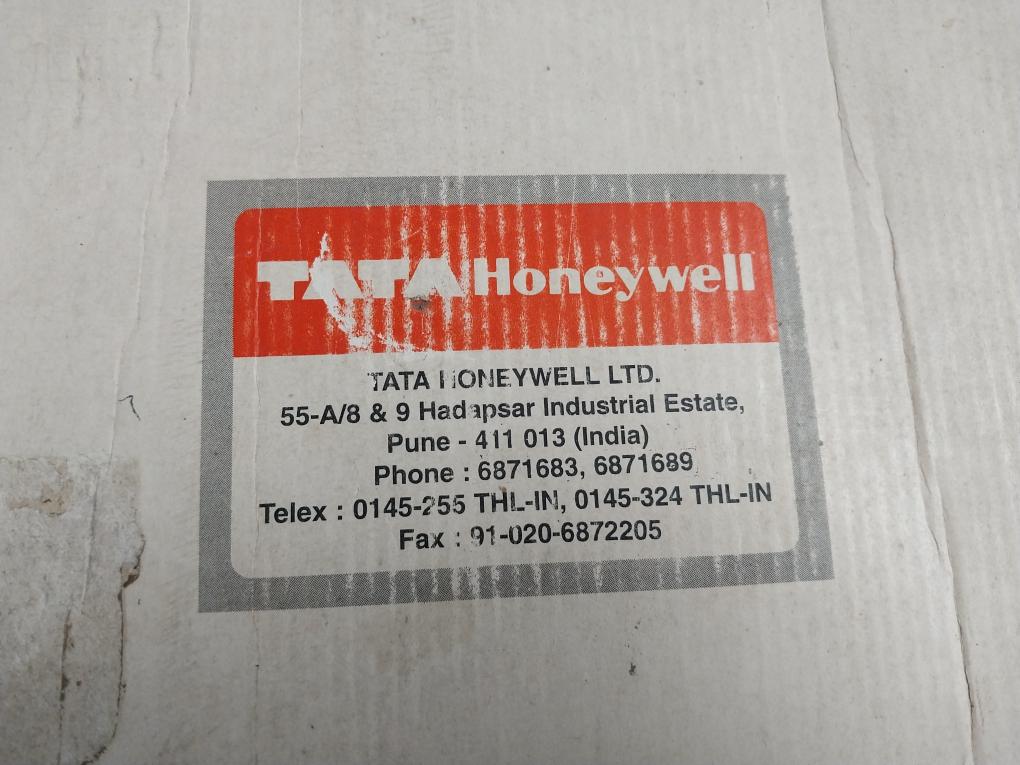 TATA Honeywell
TATA HONEYWELL LTD.
55-A/8 & 9 Hadapsar Industrial Estate,
Pune - 411 013 (India)
Phone : 6871683, 6871689
Telex : 0145-255 THL-IN, 0145-324 THL-IN
Fax : 91-020-6872205